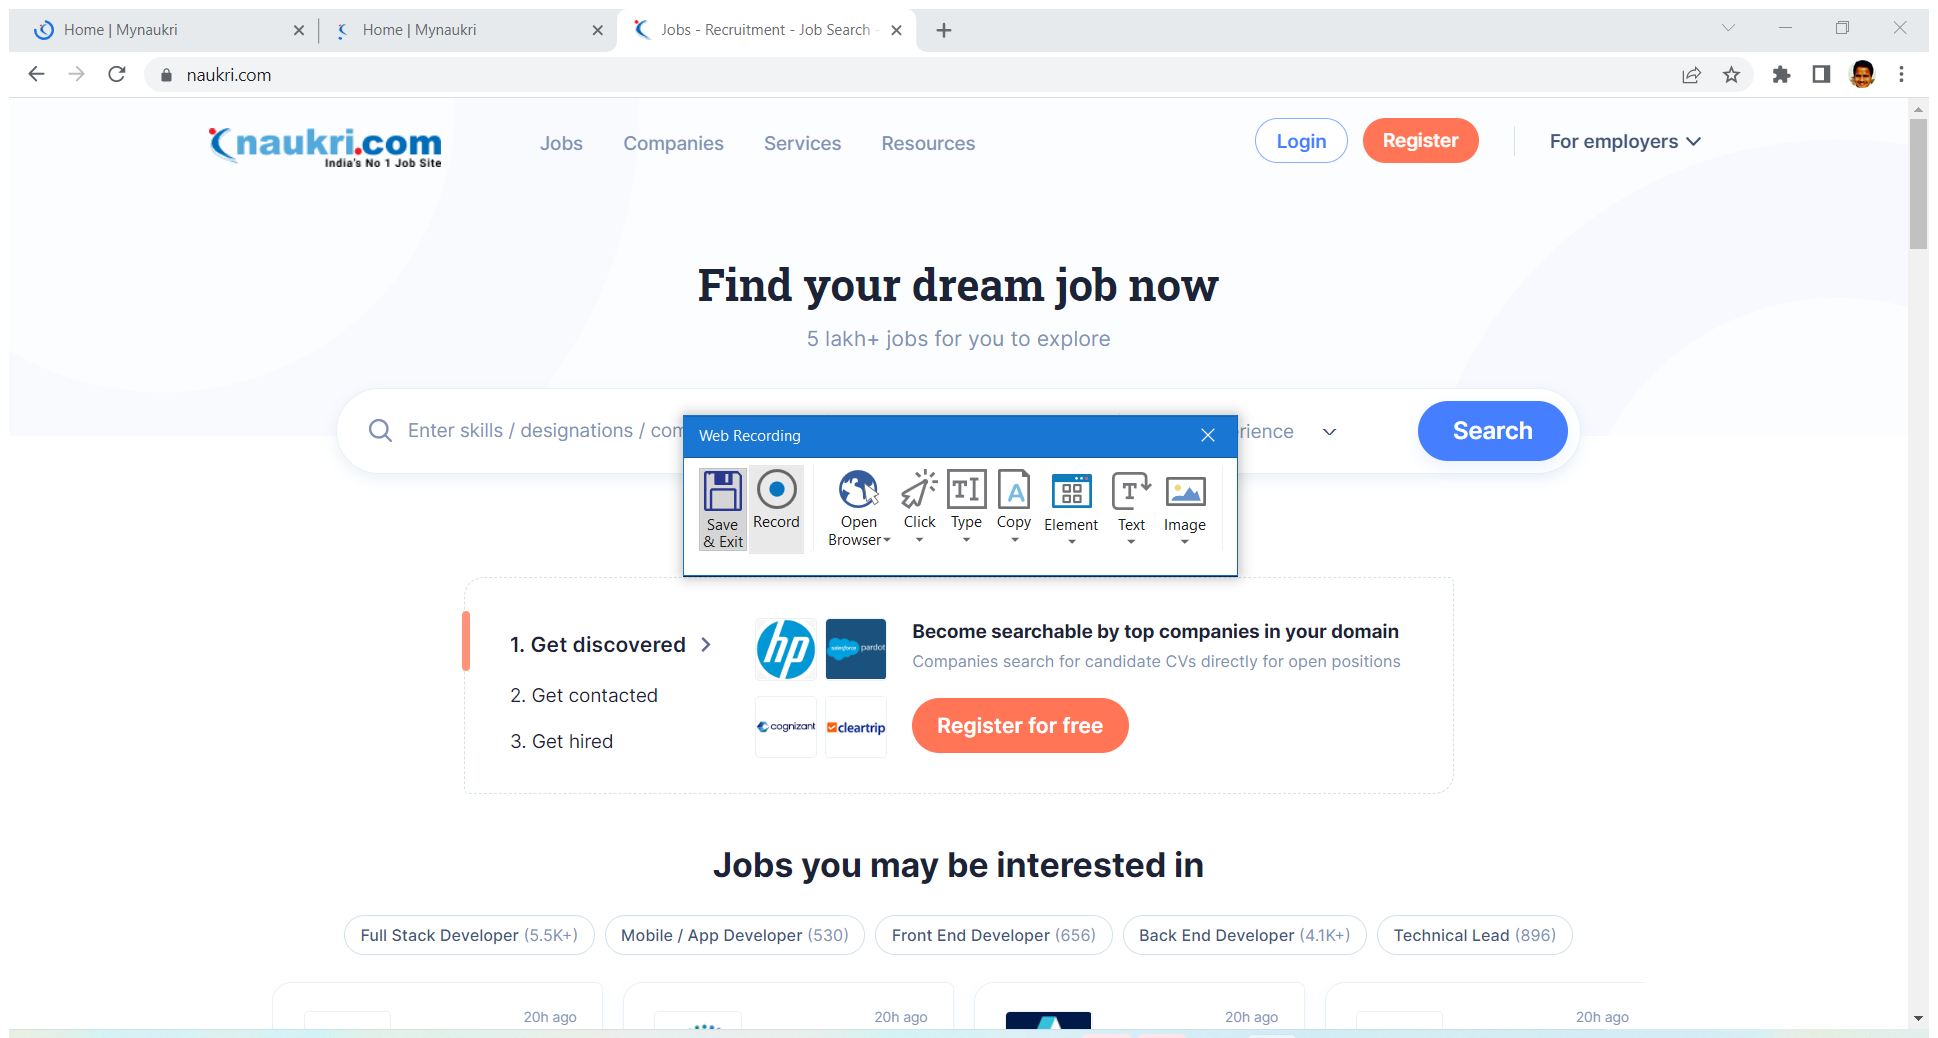 Home | Mynaukri
Home | Mynaukri
Jobs - Recruitment - Job Search -
naukri.com
naukri.com
India's No 1 Job Site
Jobs
Companies
Services
Resources
Login
Register
For employers
Find your dream job now
5 lakh+ jobs for you to explore
Enter skills / designations / com
rience
Search
Web Recording
Save
& Exit
Record
Open
Browser
Click
Type
Copy
Element
Text
Image
1. Get discovered
2. Get contacted
3. Get hired
hp
salesforce pardot
cognizant
cleartrip
Become searchable by top companies in your domain
Companies search for candidate CVs directly for open positions
Register for free
Jobs you may be interested in
Full Stack Developer (5.5K+)
Mobile / App Developer (530)
Front End Developer (656)
Back End Developer (4.1K+)
Technical Lead (896)
20h ago
20h ago
20h ago
20h ago